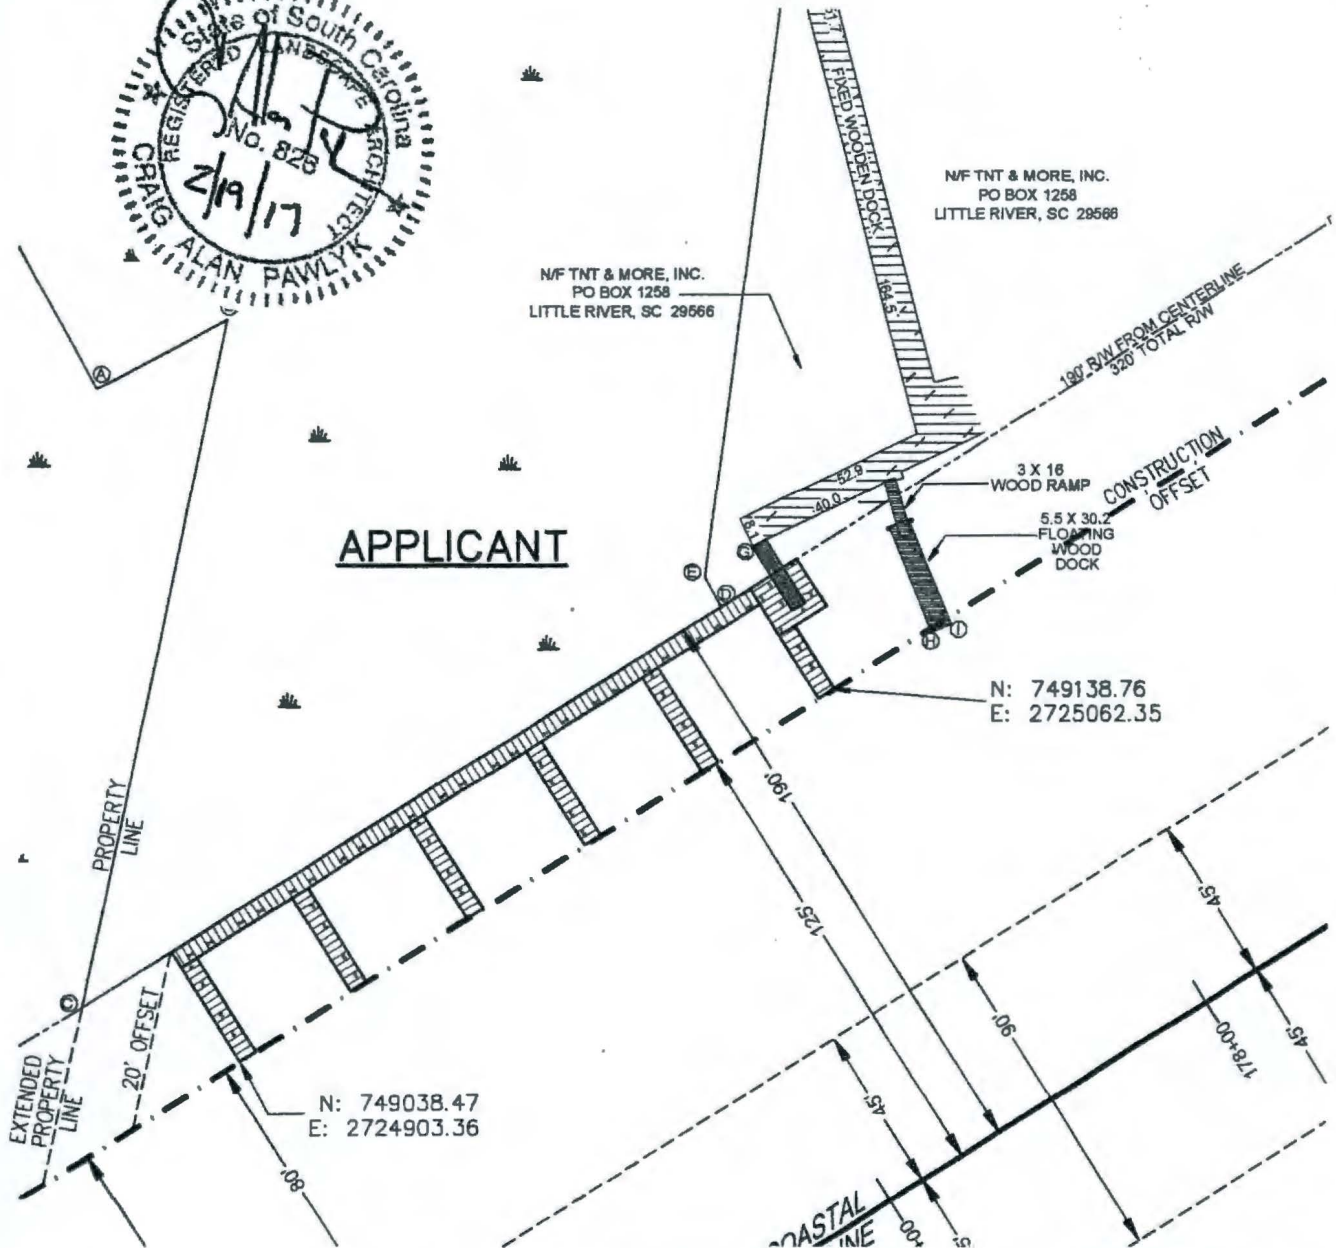 State of South Carolina
REGISTERED LANDSCAPE ARCHITECT
No. 828
2/19/17
CRAIG ALAN PAWLYK
51.7
FIXED WOODEN DOCK
164.5
N/F TNT & MORE, INC.
PO BOX 1258
LITTLE RIVER, SC 29566
N/F TNT & MORE, INC.
PO BOX 1258
LITTLE RIVER, SC 29566
190' R/W FROM CENTERLINE
320' TOTAL R/W
A
CONSTRUCTION
OFFSET
3 X 16
WOOD RAMP
52.9
40.0
5.5 X 30.2
FLOATING
WOOD
DOCK
APPLICANT
G
E
D
H
I
N: 749138.76
E: 2725062.35
190'
125'
PROPERTY
LINE
45'
90'
178+00
45'
20' OFFSET
EXTENDED
PROPERTY
LINE
N: 749038.47
E: 2724903.36
80'
45'
+00